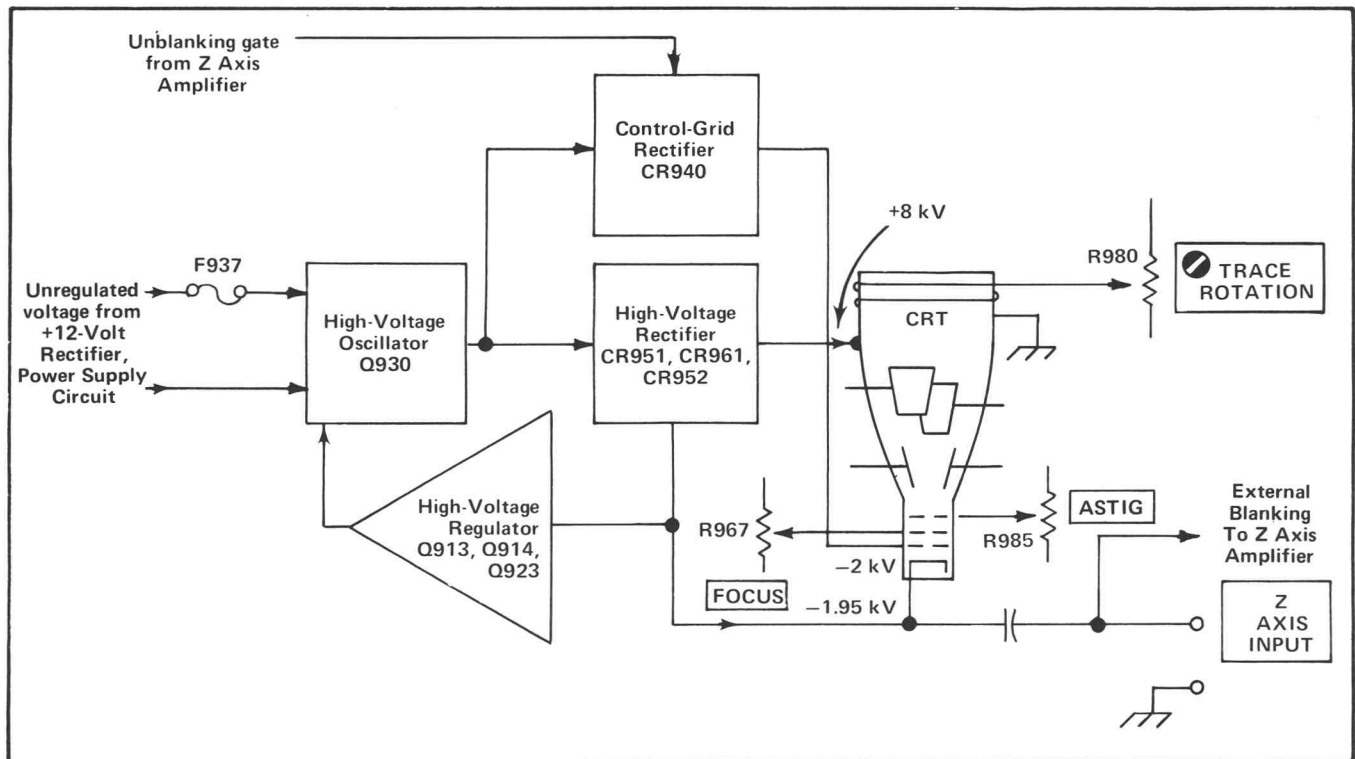 Unblanking gate
from Z Axis
Amplifier
Control-Grid
Rectifier
CR940
+8 kV
F937
Unregulated
voltage from
+12-Volt
Rectifier,
Power Supply
Circuit
High-Voltage
Oscillator
Q930
High-Voltage
Rectifier
CR951, CR961,
CR952
CRT
R980
TRACE
ROTATION
High-Voltage
Regulator
Q913, Q914,
Q923
R967
FOCUS
−2 kV
−1.95 kV
R985
ASTIG
External
Blanking
To Z Axis
Amplifier
Z
AXIS
INPUT